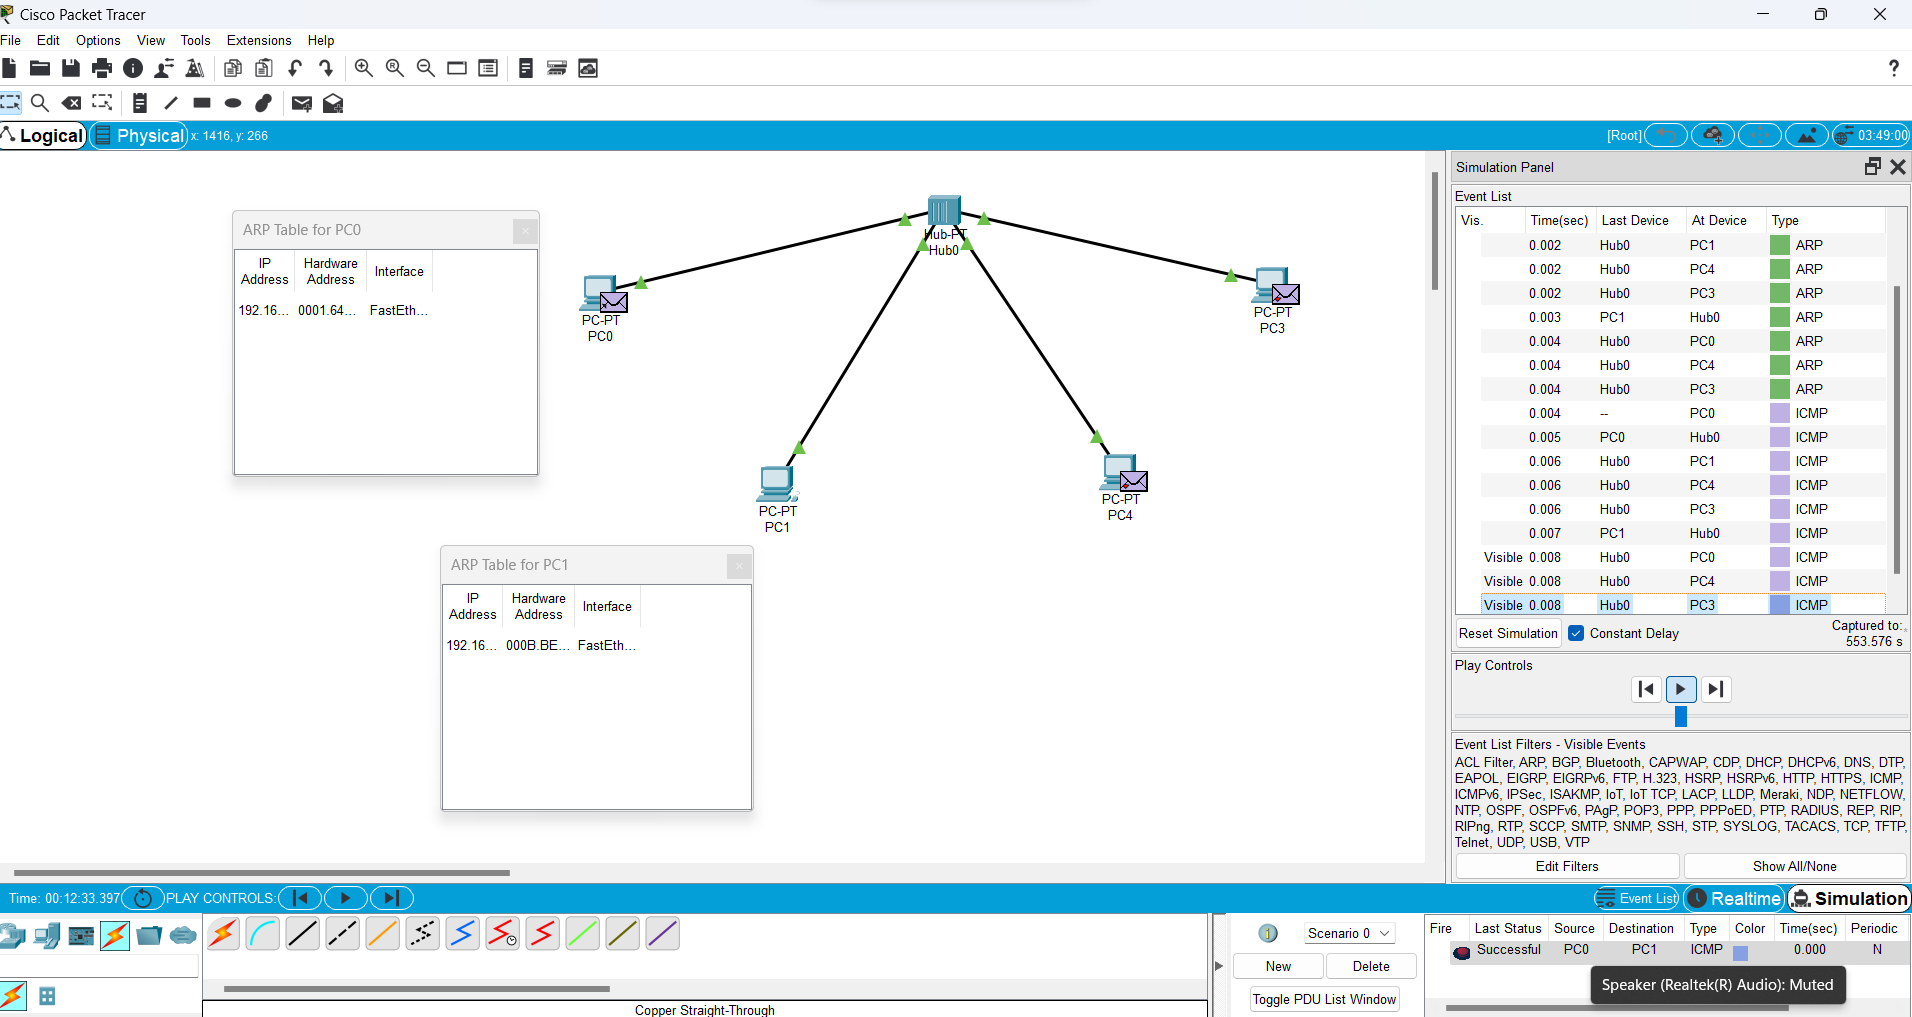 Cisco Packet Tracer
File Edit Options View Tools Extensions Help
?
Logical Physical x: 1416, y: 266 [Root] 03:49:00
ARP Table for PC0
IP Address Hardware Address Interface
192.16... 0001.64... FastEth...
Hub-PT
Hub0
PC-PT
PC0
PC-PT
PC3
PC-PT
PC1
PC-PT
PC4
ARP Table for PC1
IP Address Hardware Address Interface
192.16... 000B.BE... FastEth...
Simulation Panel
Event List
Vis. Time(sec) Last Device At Device Type
0.002 Hub0 PC1 ARP
0.002 Hub0 PC4 ARP
0.002 Hub0 PC3 ARP
0.003 PC1 Hub0 ARP
0.004 Hub0 PC0 ARP
0.004 Hub0 PC4 ARP
0.004 Hub0 PC3 ARP
0.004 -- PC0 ICMP
0.005 PC0 Hub0 ICMP
0.006 Hub0 PC1 ICMP
0.006 Hub0 PC4 ICMP
0.006 Hub0 PC3 ICMP
0.007 PC1 Hub0 ICMP
Visible 0.008 Hub0 PC0 ICMP
Visible 0.008 Hub0 PC4 ICMP
Visible 0.008 Hub0 PC3 ICMP
Reset Simulation Constant Delay Captured to:*
553.576 s
Play Controls
Event List Filters - Visible Events
ACL Filter, ARP, BGP, Bluetooth, CAPWAP, CDP, DHCP, DHCPv6, DNS, DTP,
EAPOL, EIGRP, EIGRPv6, FTP, H.323, HSRP, HSRPv6, HTTP, HTTPS, ICMP,
ICMPv6, IPSec, ISAKMP, IoT, IoT TCP, LACP, LLDP, Meraki, NDP, NETFLOW,
NTP, OSPF, OSPFv6, PAgP, POP3, PPP, PPPoED, PTP, RADIUS, REP, RIP,
RIPng, RTP, SCCP, SMTP, SNMP, SSH, STP, SYSLOG, TACACS, TCP, TFTP,
Telnet, UDP, USB, VTP
Edit Filters Show All/None
Time: 00:12:33.397 PLAY CONTROLS: Event List Realtime Simulation
Copper Straight-Through
Scenario 0
New Delete
Toggle PDU List Window
Fire Last Status Source Destination Type Color Time(sec) Periodic
Successful PC0 PC1 ICMP 0.000 N
Speaker (Realtek(R) Audio): Muted